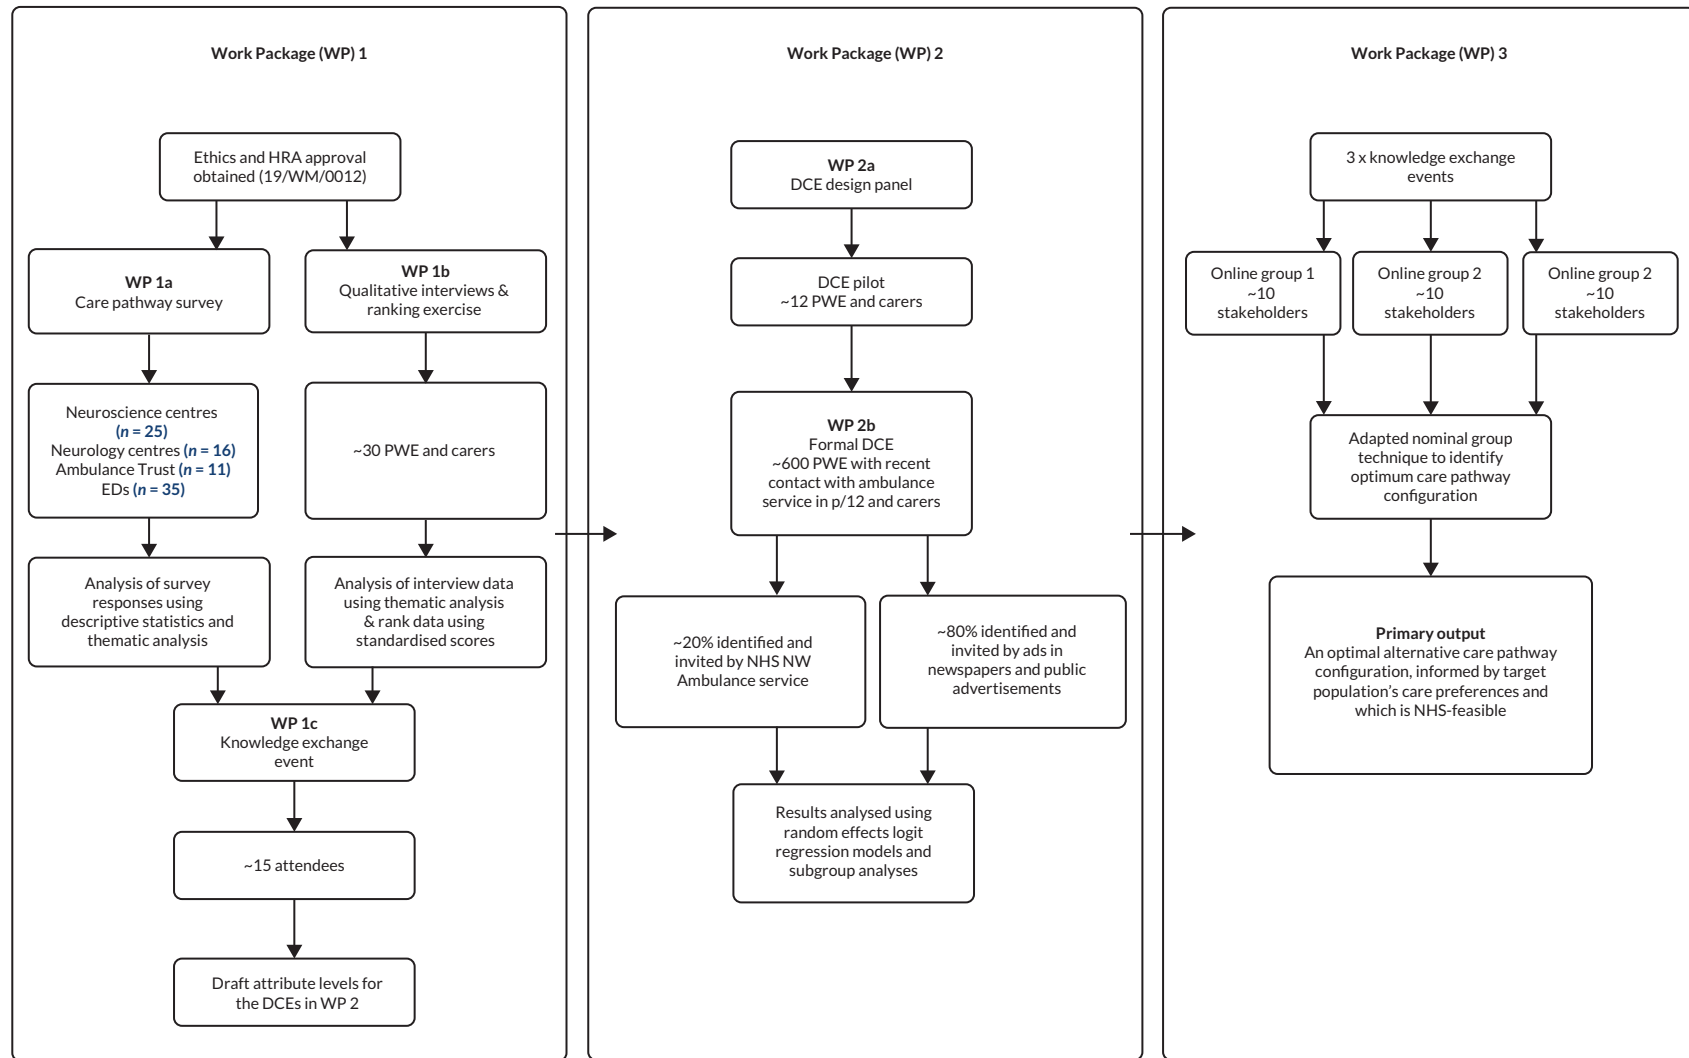 Work Package (WP) 1
Ethics and HRA approval
obtained (19/WM/0012)
WP 1a
Care pathway survey
WP 1b
Qualitative interviews &
ranking exercise
Neuroscience centres
(n = 25)
Neurology centres (n = 16)
Ambulance Trust (n = 11)
EDs (n = 35)
~30 PWE and carers
Analysis of survey
responses using
descriptive statistics and
thematic analysis
Analysis of interview data
using thematic analysis
& rank data using
standardised scores
WP 1c
Knowledge exchange
event
~15 attendees
Draft attribute levels for
the DCEs in WP 2
Work Package (WP) 2
WP 2a
DCE design panel
DCE pilot
~12 PWE and carers
WP 2b
Formal DCE
~600 PWE with recent
contact with ambulance
service in p/12 and carers
~20% identified and
invited by NHS NW
Ambulance service
~80% identified and
invited by ads in
newspapers and public
advertisements
Results analysed using
random effects logit
regression models and
subgroup analyses
Work Package (WP) 3
3 x knowledge exchange
events
Online group 1
~10
stakeholders
Online group 2
~10
stakeholders
Online group 2
~10
stakeholders
Adapted nominal group
technique to identify
optimum care pathway
configuration
Primary output
An optimal alternative care pathway
configuration, informed by target
population's care preferences and
which is NHS-feasible